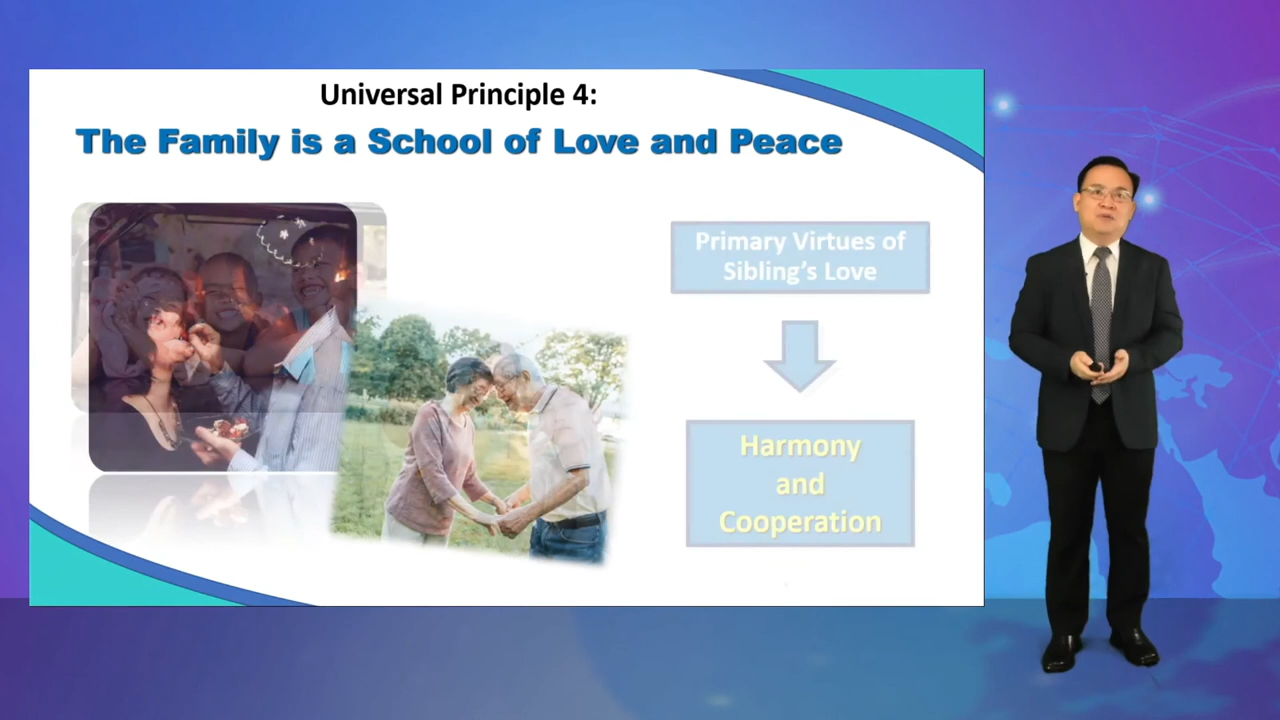 Universal Principle 4:
The Family is a School of Love and Peace
Primary Virtues of
Sibling's Love
Harmony
and
Cooperation